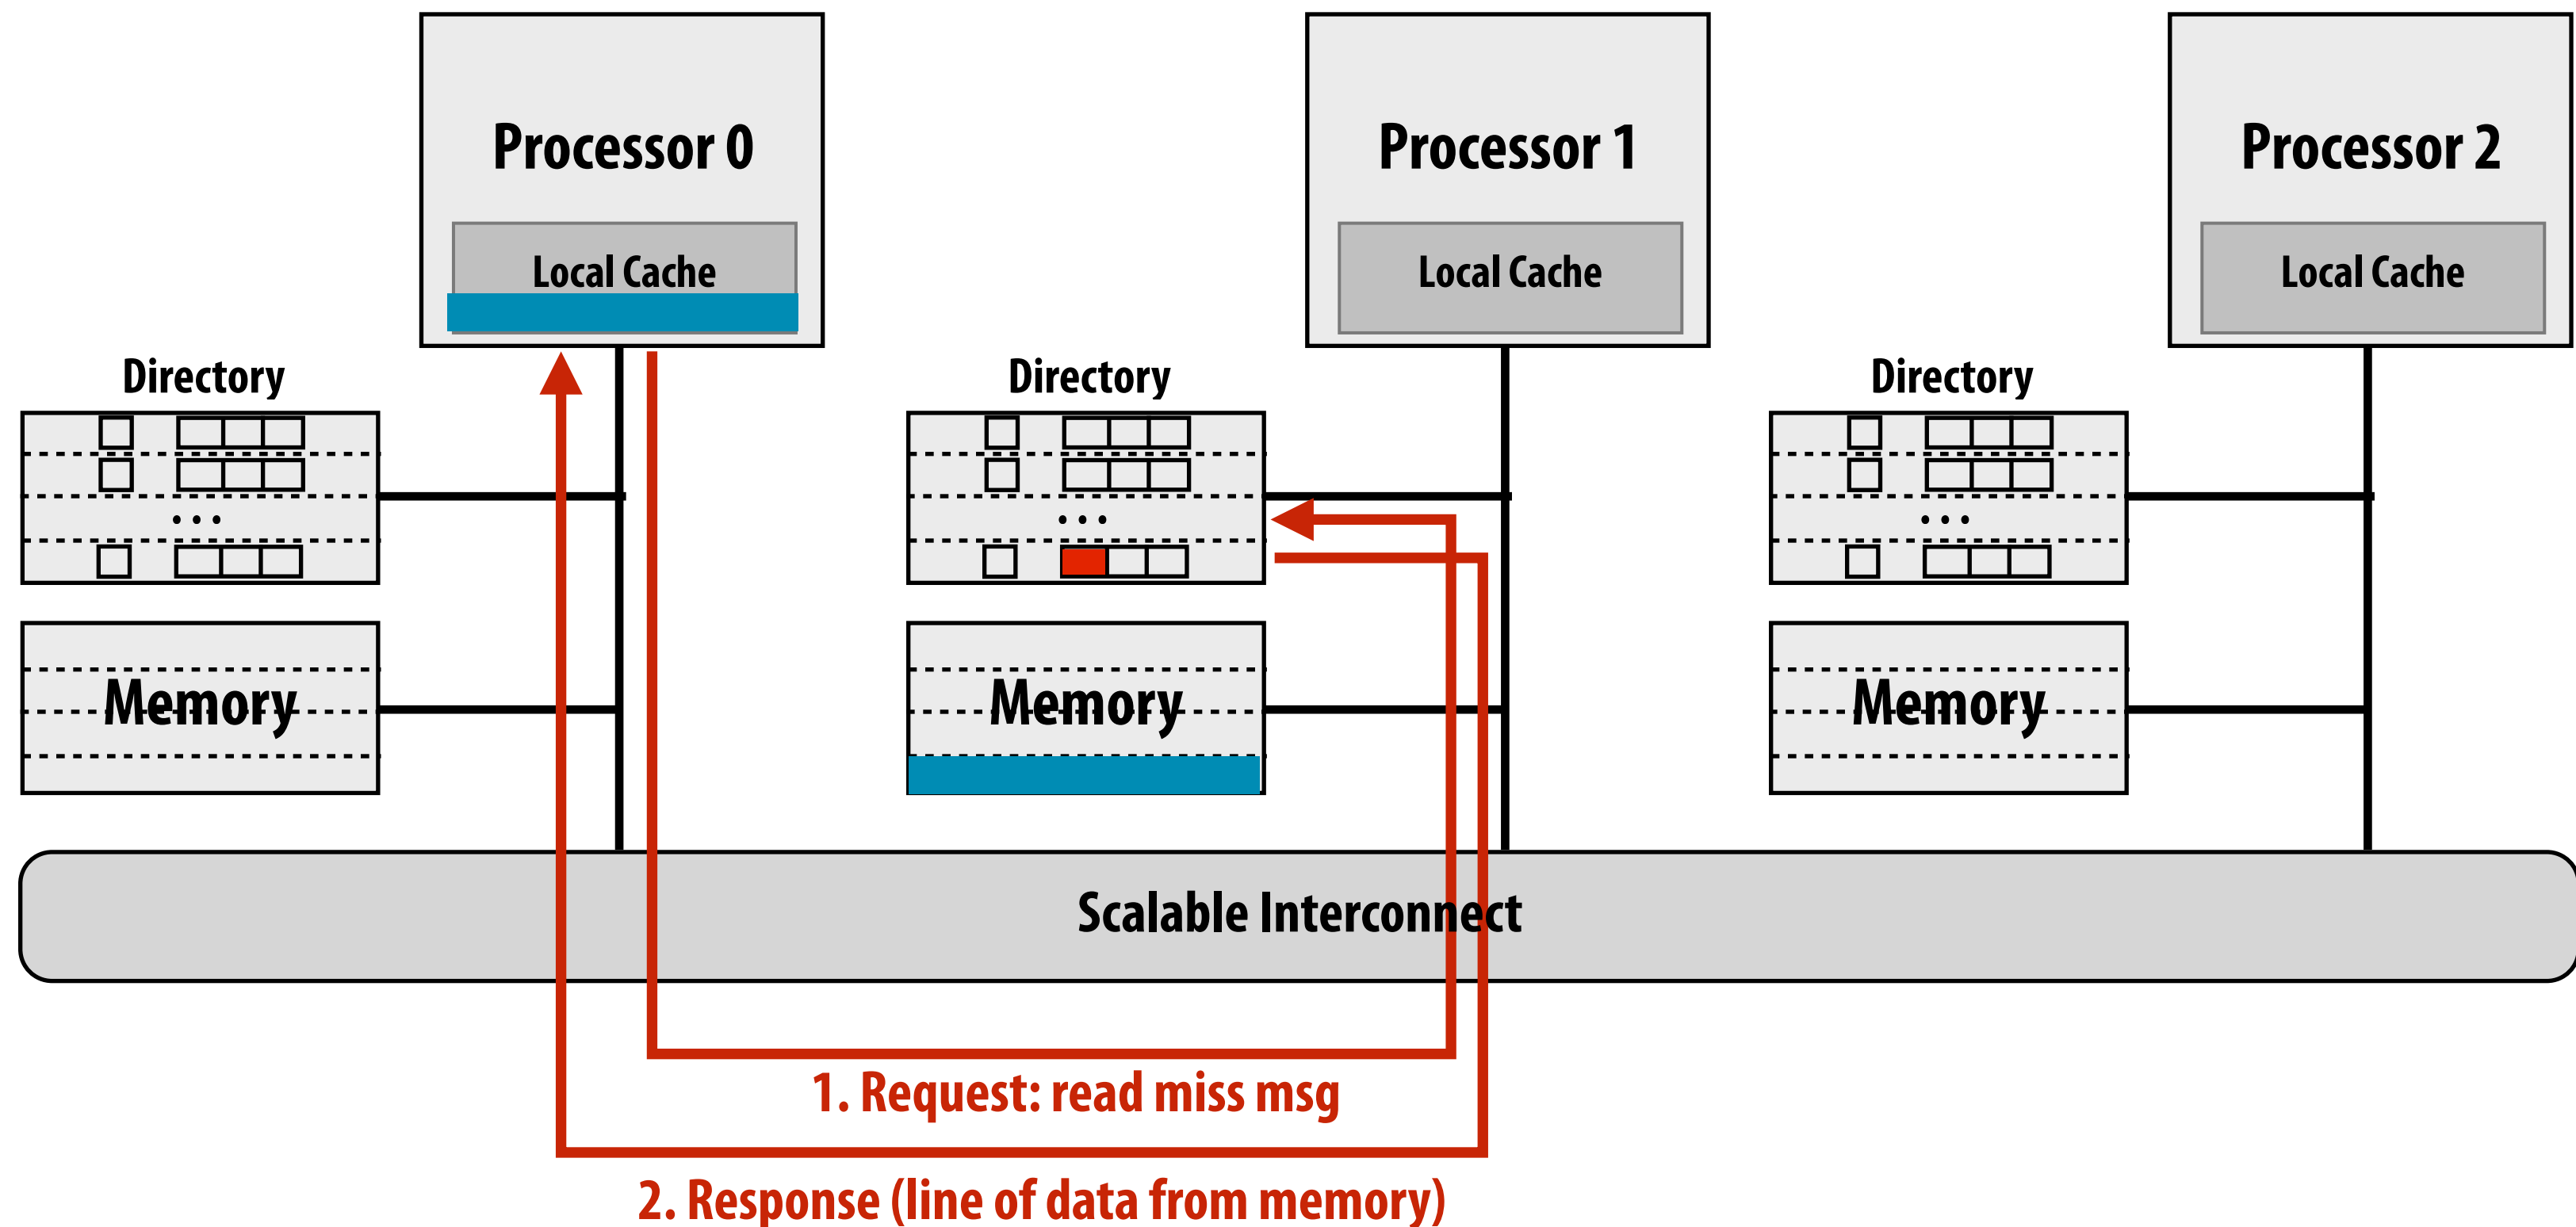 Processor 0
Local Cache
Processor 1
Local Cache
Processor 2
Local Cache
Directory
Directory
Directory
• • •
• • •
• • •
Memory
Memory
Memory
Scalable Interconnect
1. Request: read miss msg
2. Response (line of data from memory)